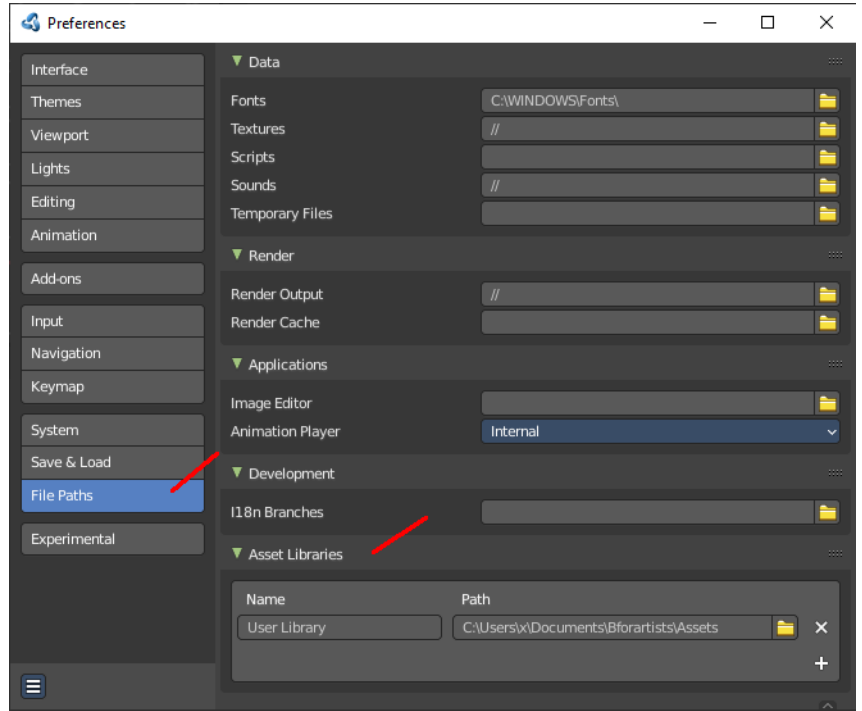 Preferences
Interface
Themes
Viewport
Lights
Editing
Animation
Add-ons
Input
Navigation
Keymap
System
Save & Load
File Paths
Experimental
Data
Fonts C:\WINDOWS\Fonts\
Textures //
Scripts
Sounds //
Temporary Files
Render
Render Output //
Render Cache
Applications
Image Editor
Animation Player Internal
Development
I18n Branches
Asset Libraries
Name Path
User Library C:\Users\x\Documents\Bforartists\Assets